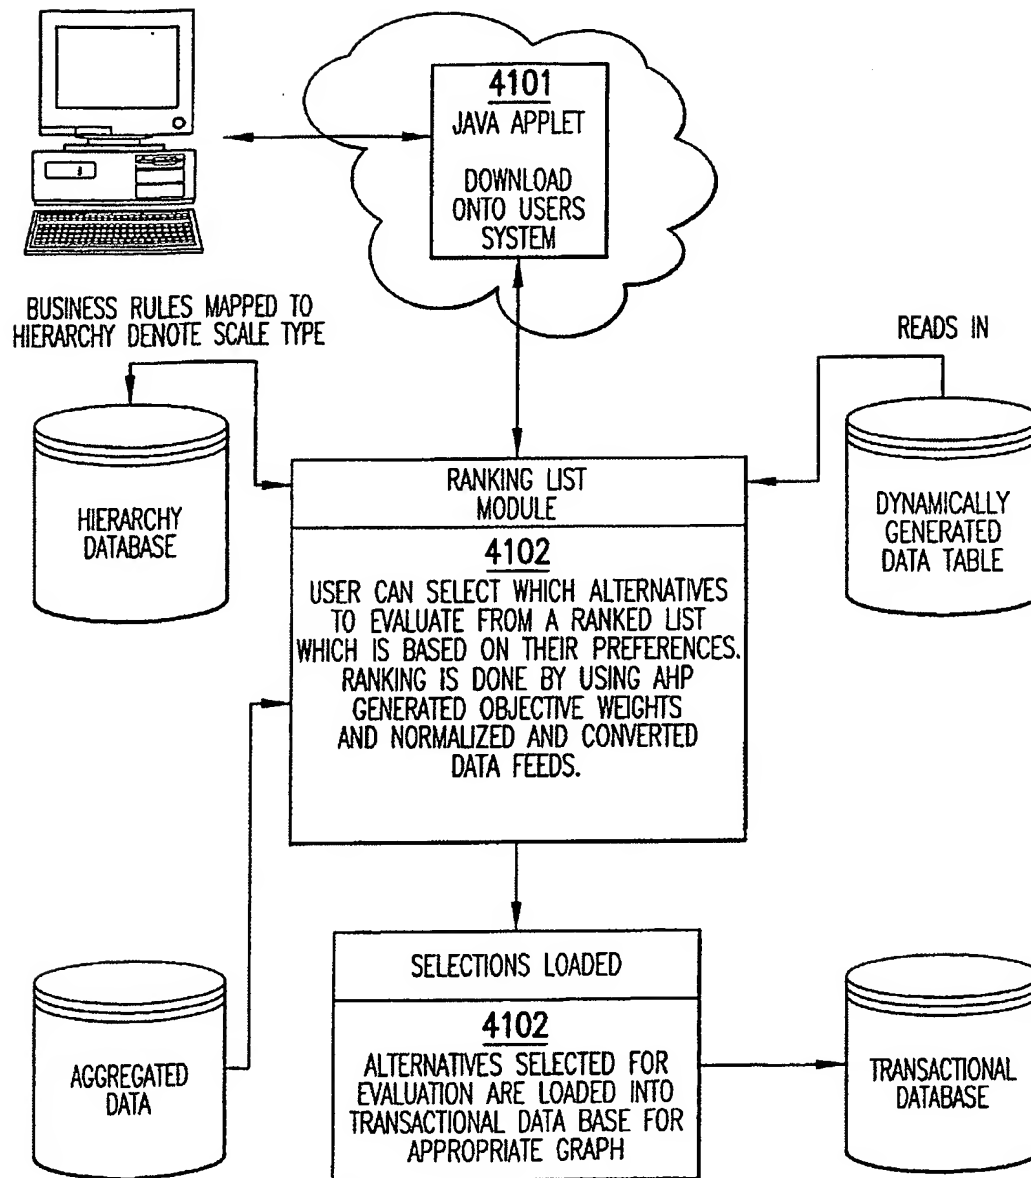 4101
JAVA APPLET
DOWNLOAD
ONTO USERS
SYSTEM
BUSINESS RULES MAPPED TO
HIERARCHY DENOTE SCALE TYPE
READS IN
HIERARCHY
DATABASE
RANKING LIST
MODULE
4102
USER CAN SELECT WHICH ALTERNATIVES
TO EVALUATE FROM A RANKED LIST
WHICH IS BASED ON THEIR PREFERENCES.
RANKING IS DONE BY USING AHP
GENERATED OBJECTIVE WEIGHTS
AND NORMALIZED AND CONVERTED
DATA FEEDS.
DYNAMICALLY
GENERATED
DATA TABLE
AGGREGATED
DATA
SELECTIONS LOADED
4102
ALTERNATIVES SELECTED FOR
EVALUATION ARE LOADED INTO
TRANSACTIONAL DATA BASE FOR
APPROPRIATE GRAPH
TRANSACTIONAL
DATABASE